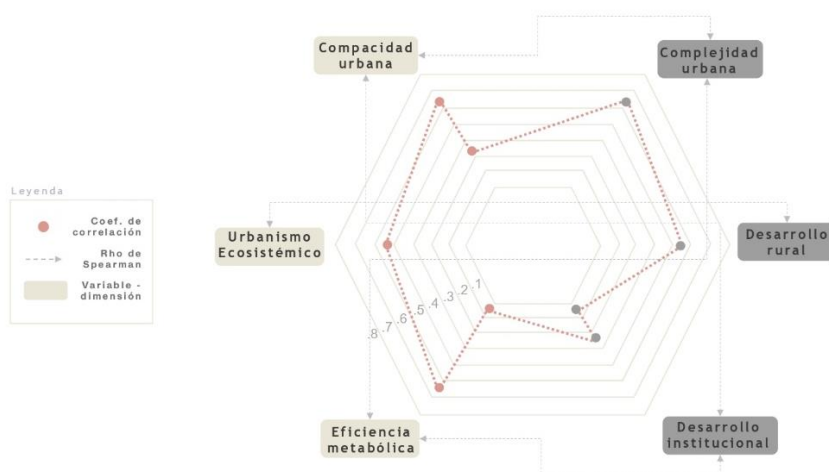 Compacidad
urbana
Complejidad
urbana
Leyenda
Coef. de
correlación
Rho de
Spearman
Variable -
dimensión
Urbanismo
Ecosistémico
Desarrollo
rural
.8 .7 .6 .5 .4 .3 .2 .1
Eficiencia
metabólica
Desarrollo
institucional